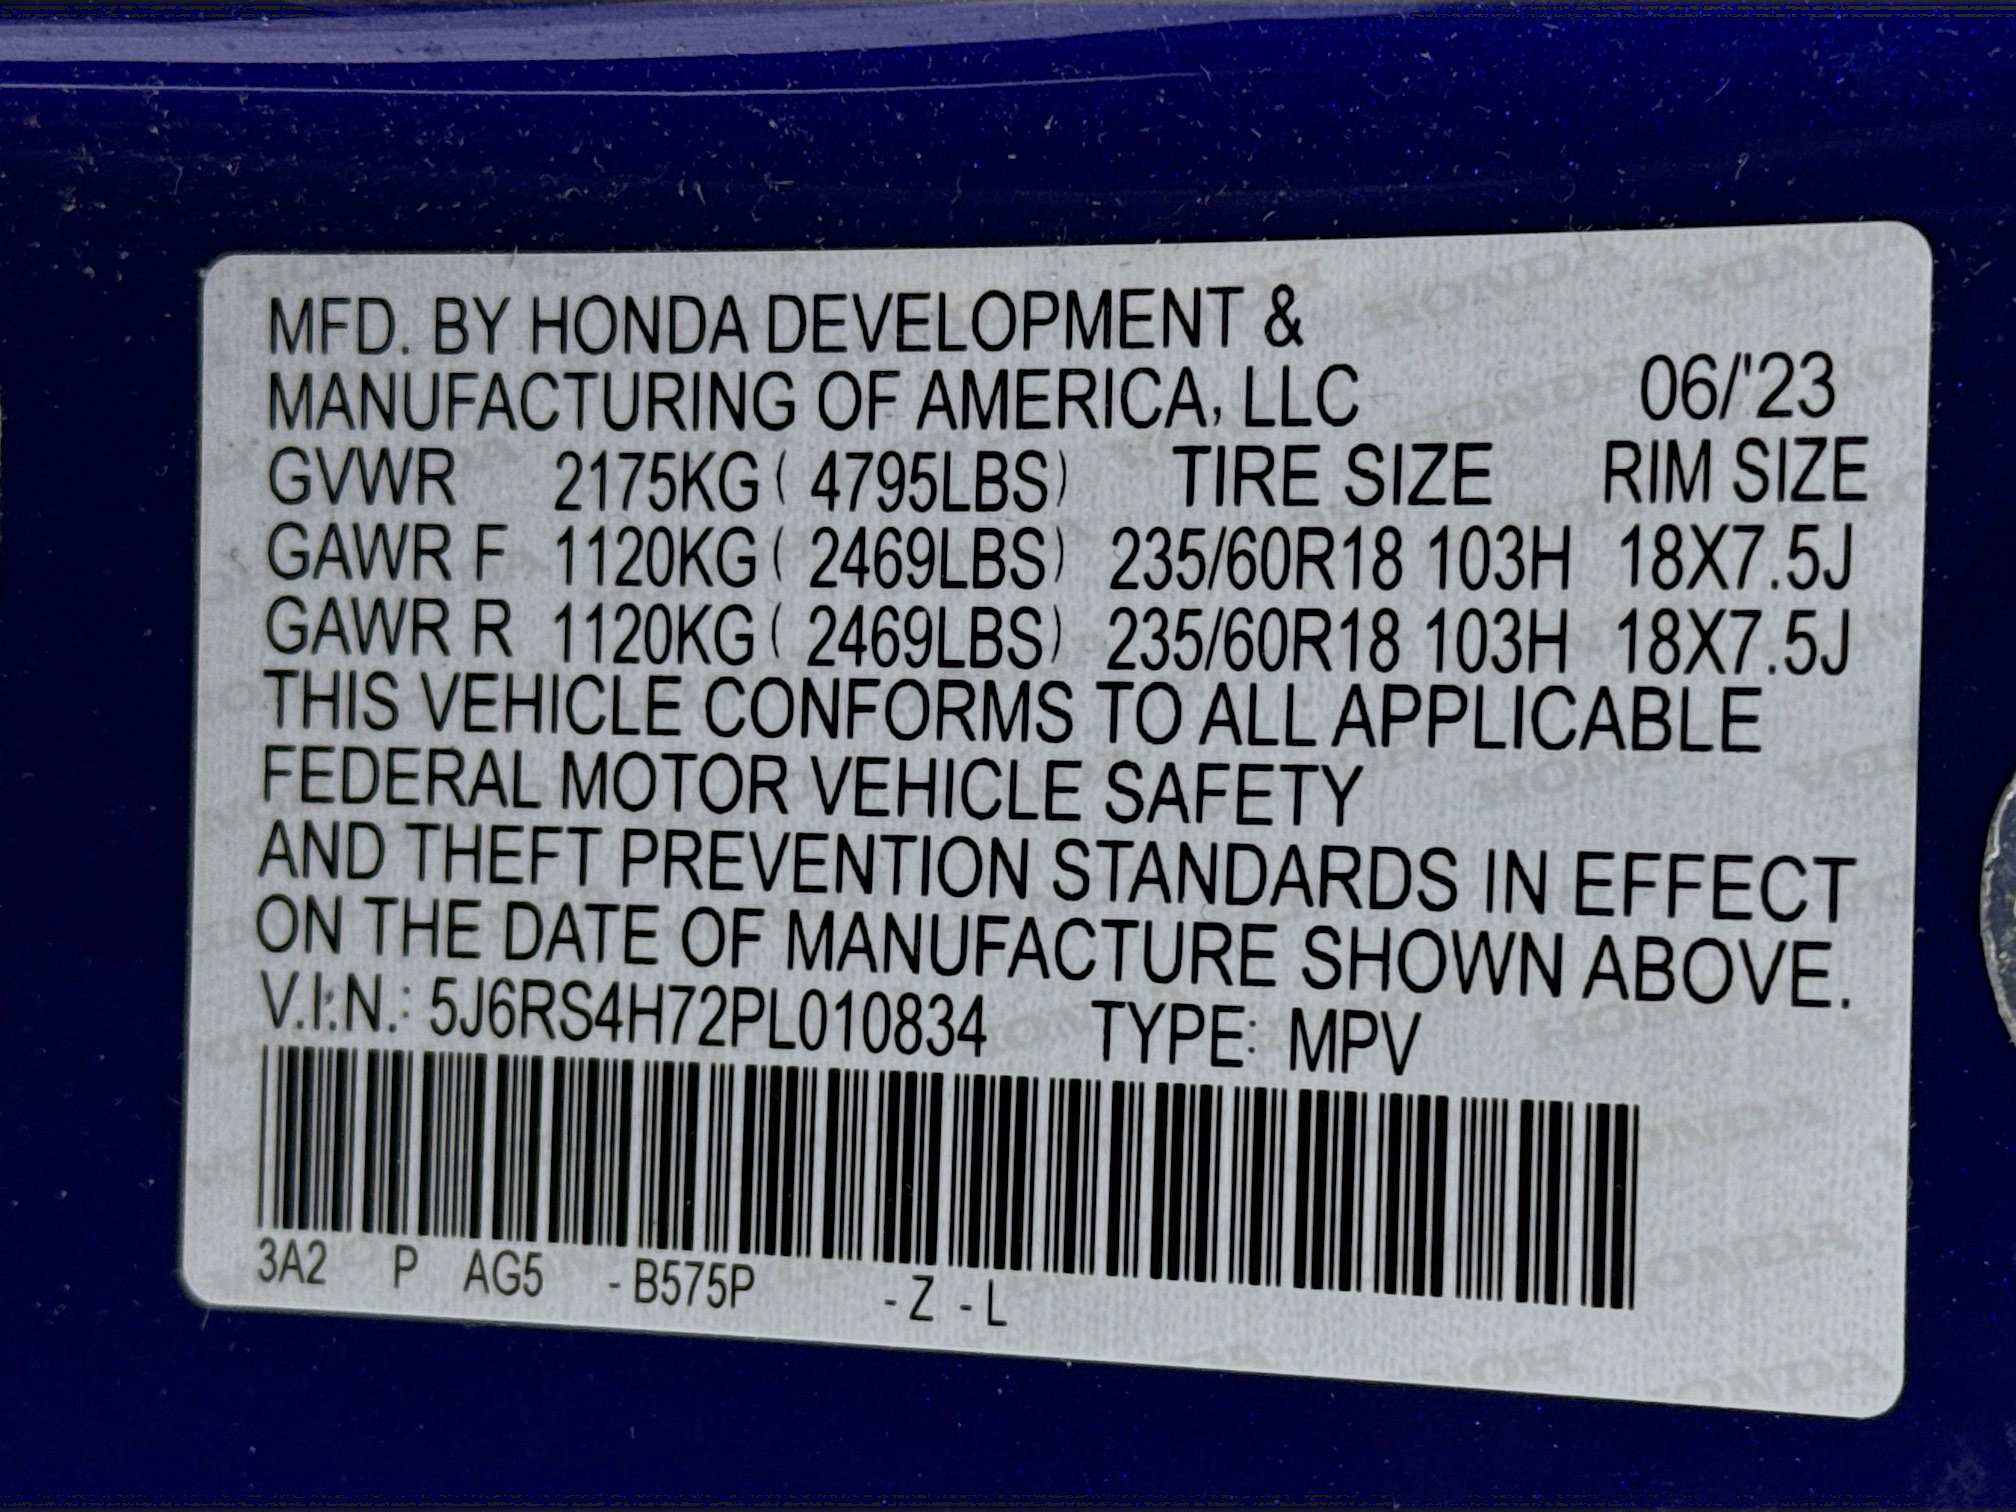 MFD. BY HONDA DEVELOPMENT &
MANUFACTURING OF AMERICA, LLC 06/'23
GVWR 2175KG ( 4795LBS) TIRE SIZE RIM SIZE
GAWR F 1120KG ( 2469LBS) 235/60R18 103H 18X7.5J
GAWR R 1120KG ( 2469LBS) 235/60R18 103H 18X7.5J
THIS VEHICLE CONFORMS TO ALL APPLICABLE
FEDERAL MOTOR VEHICLE SAFETY
AND THEFT PREVENTION STANDARDS IN EFFECT
ON THE DATE OF MANUFACTURE SHOWN ABOVE.
V.I.N.: 5J6RS4H72PL010834 TYPE: MPV
3A2 P AG5 - B575P - Z - L